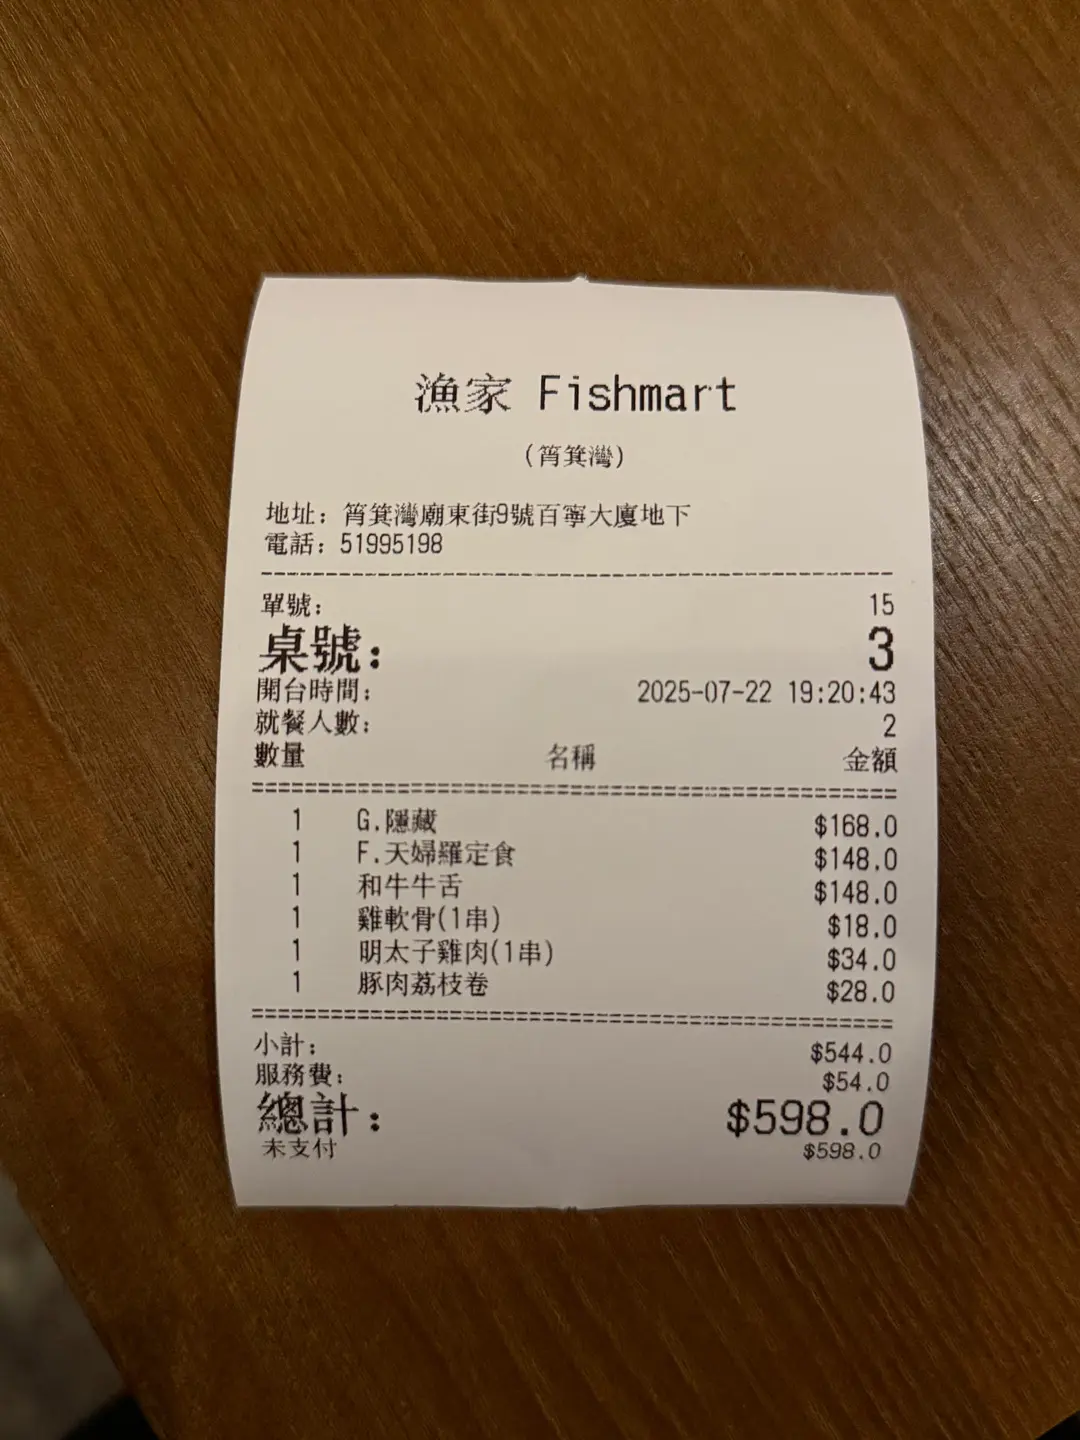 漁家 Fishmart
(筲箕灣)
地址: 筲箕灣廟東街9號百寧大廈地下
電話: 51995198
單號: 15
桌號: 3
開台時間: 2025-07-22 19:20:43
就餐人數: 2
數量 名稱 金額
1 G.隱藏 $168.0
1 F.天婦羅定食 $148.0
1 和牛牛舌 $148.0
1 雞軟骨(1串) $18.0
1 明太子雞肉(1串) $34.0
1 豚肉荔枝卷 $28.0
小計: $544.0
服務費: $54.0
總計: $598.0
未支付 $598.0